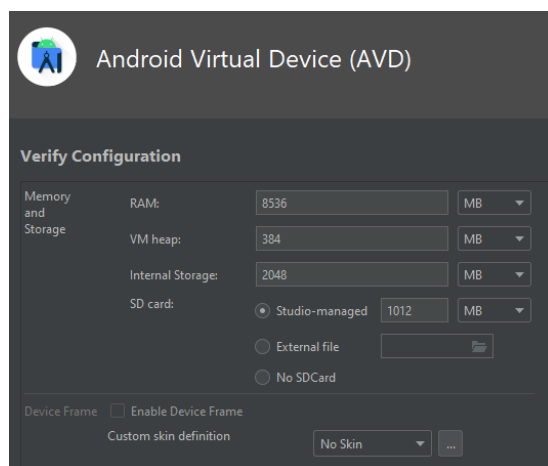 Android Virtual Device (AVD)
Verify Configuration
Memory and Storage
RAM: 8536 MB
VM heap: 384 MB
Internal Storage: 2048 MB
SD card: Studio-managed 1012 MB
External file
No SDCard
Device Frame Enable Device Frame
Custom skin definition No Skin ...